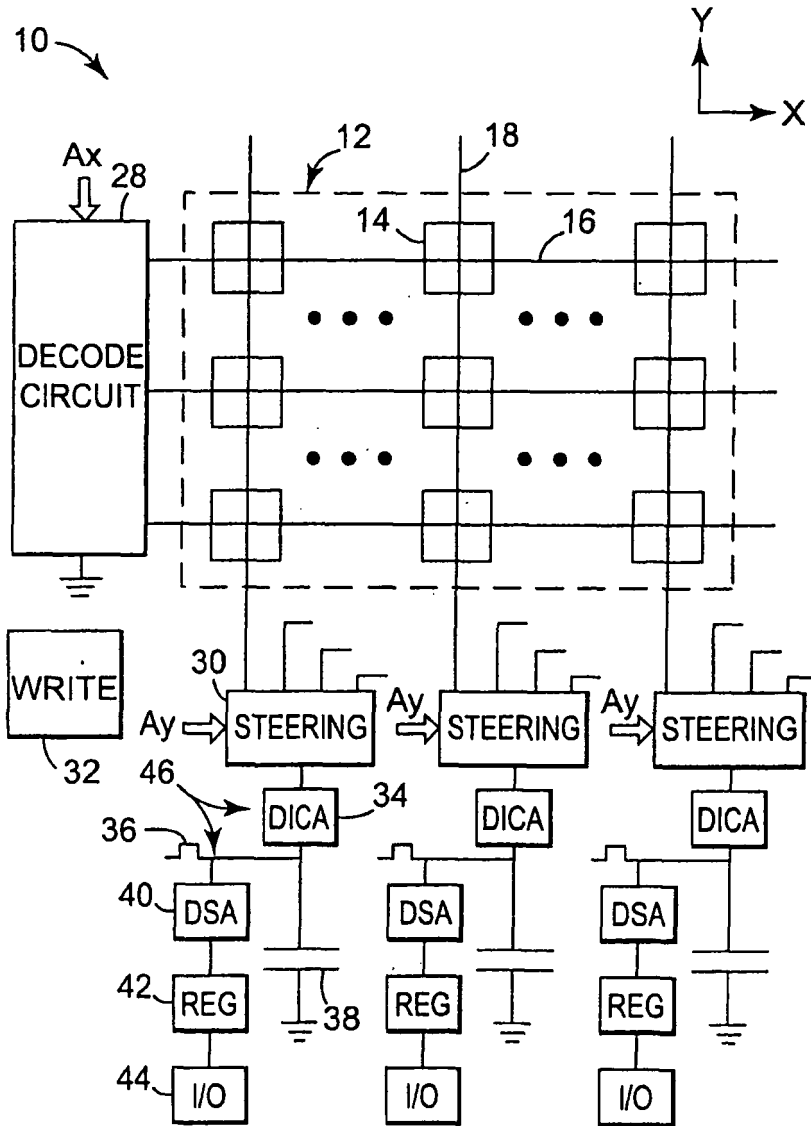 10
Y
X
Ax
28
12
18
14
16
DECODE
CIRCUIT
WRITE
32
30
Ay
STEERING
Ay
STEERING
Ay
STEERING
46
34
36
DICA
DICA
DICA
40
DSA
DSA
DSA
42
REG
38
REG
REG
44
I/O
I/O
I/O